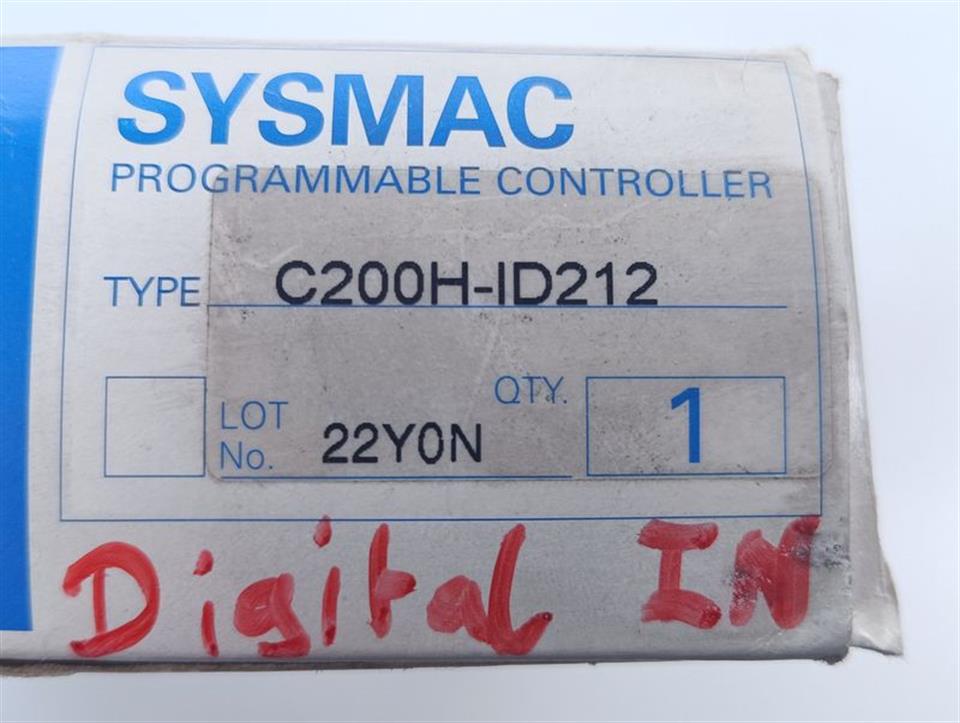 SYSMAC
PROGRAMMABLE CONTROLLER
TYPE C200H-ID212
QTY. 1
LOT No. 22Y0N
Digital IN